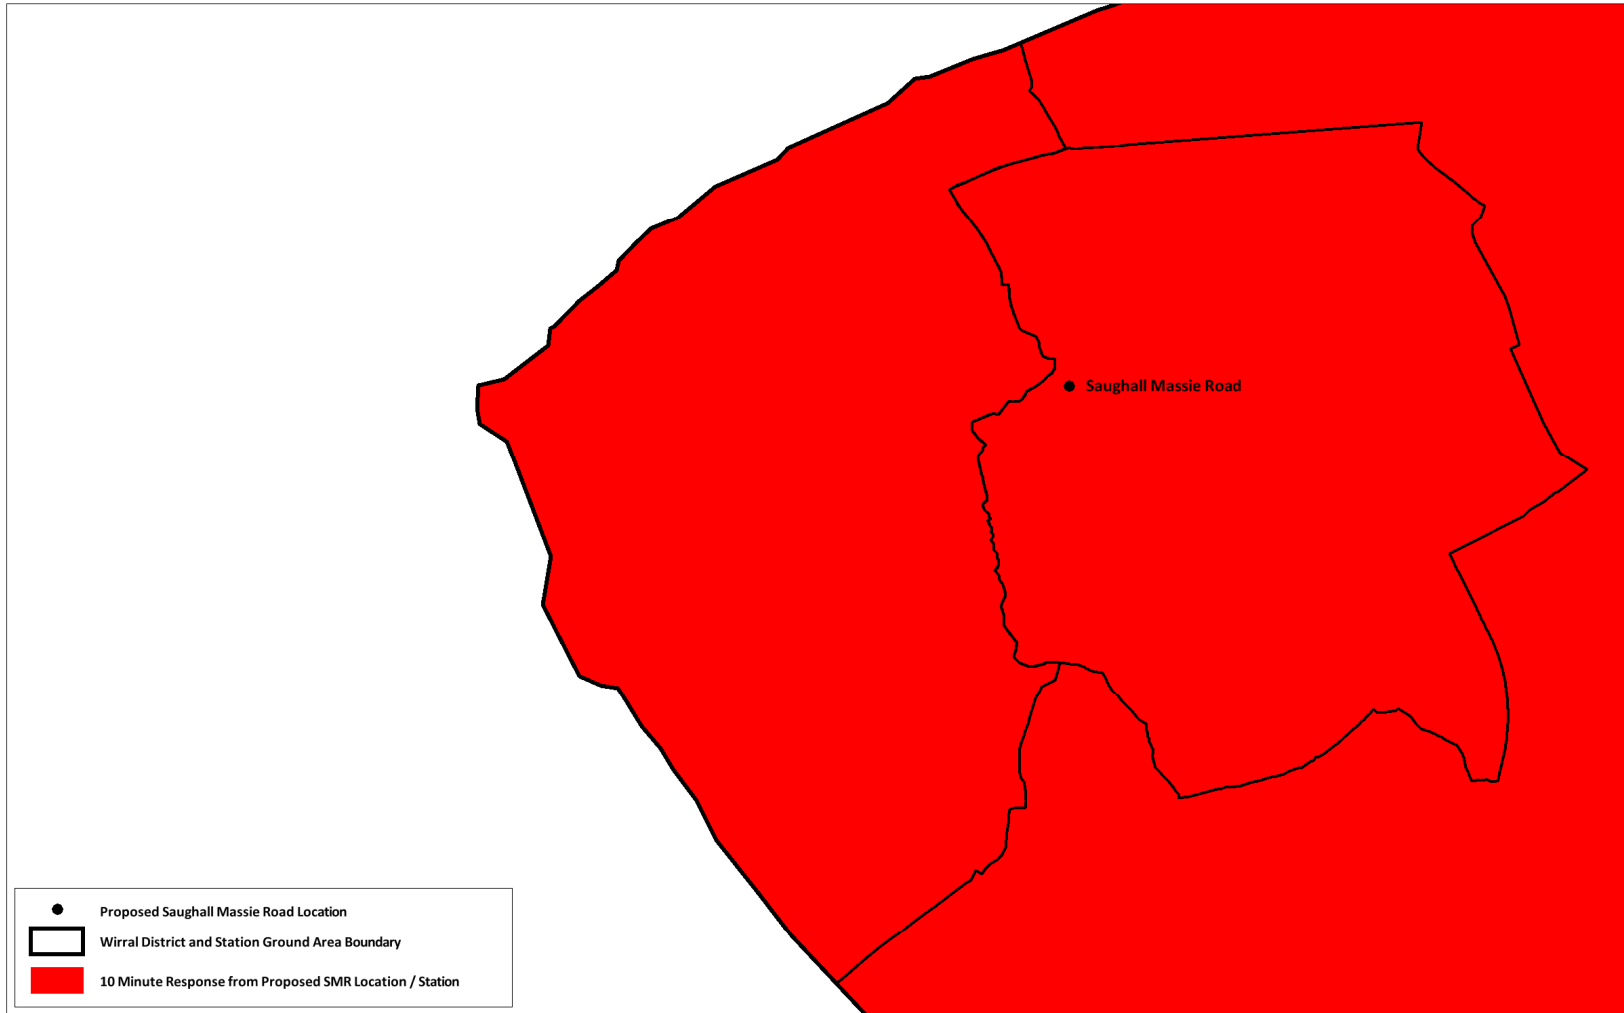 Saughall Massie Road
Proposed Saughall Massie Road Location
Wirral District and Station Ground Area Boundary
10 Minute Response from Proposed SMR Location / Station